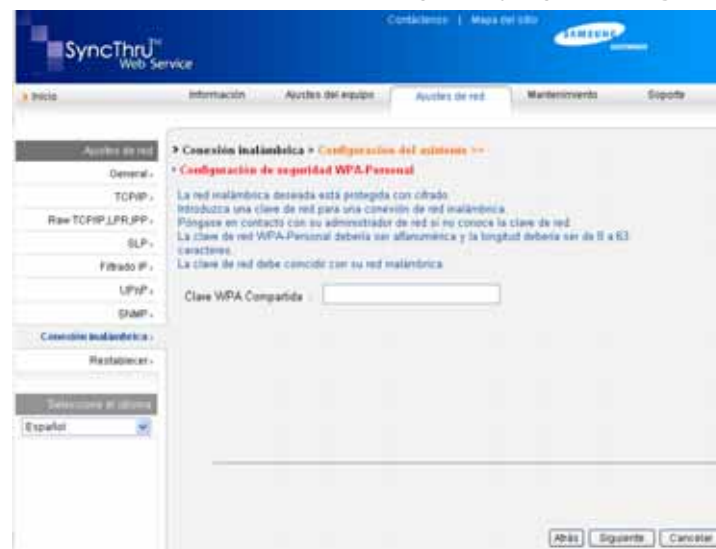 Contáctenos | Mapa del sitio
SAMSUNG
SyncThru™
Web Service
Inicio
Información
Ajustes del equipo
Ajustes de red
Mantenimiento
Soporte
Ajustes de red
General
TCP/IP
Raw TCP/IP,LPR,IPP
SLP
Filtrado IP
UPnP
SNMP
Conexión inalámbrica
Restablecer
Seleccione el idioma
Español
Conexión inalámbrica > Configuración del asistente >>
Configuración de seguridad WPA-Personal
La red inalámbrica deseada está protegida con cifrado.
Introduzca una clave de red para una conexión de red inalámbrica.
Póngase en contacto con su administrador de red si no conoce la clave de red.
La clave de red WPA-Personal debería ser alfanumérica y la longitud debería ser de 8 a 63
caracteres.
La clave de red debe coincidir con su red inalámbrica.
Clave WPA Compartida :
Atrás
Siguiente
Cancelar